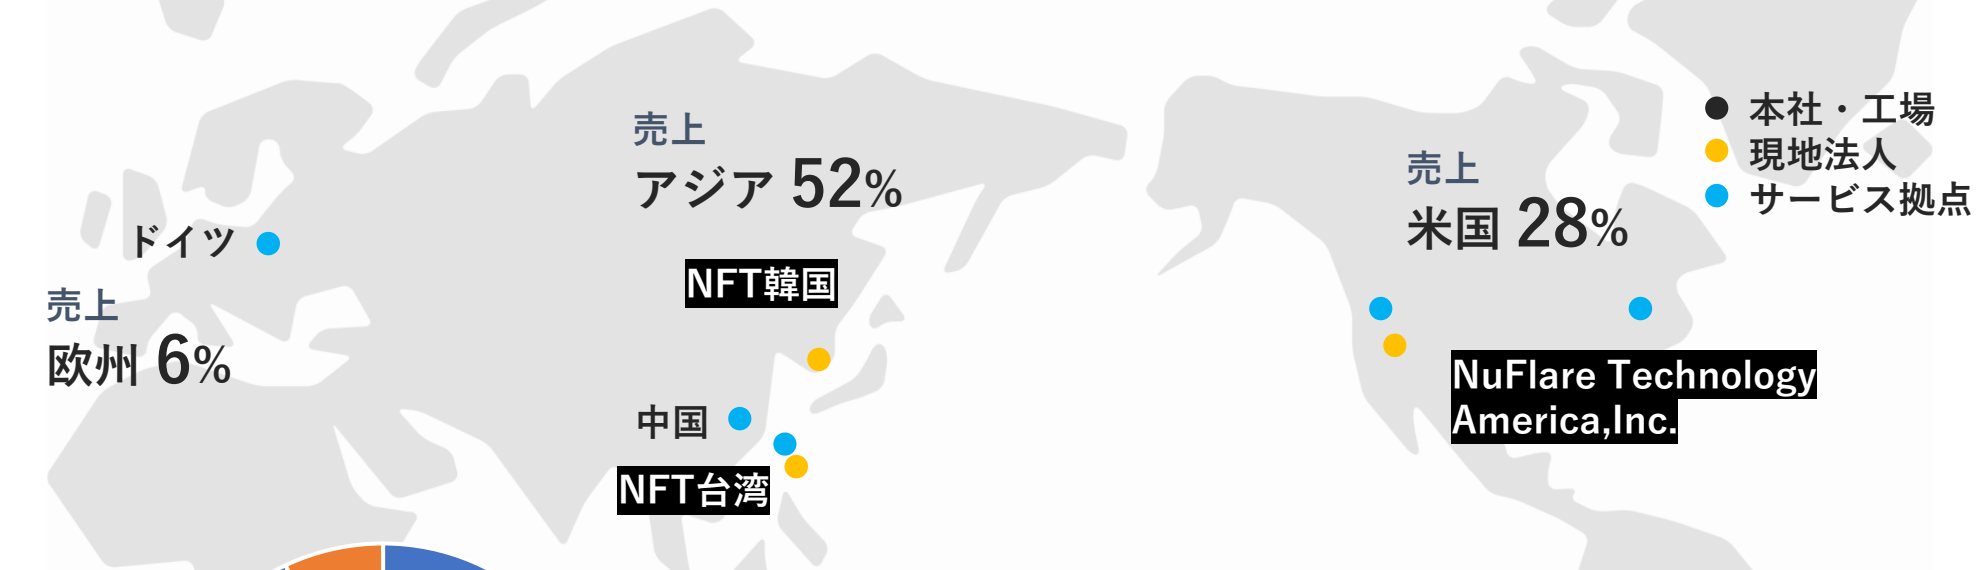 売上
アジア 52%
売上
米国 28%
● 本社・工場
● 現地法人
● サービス拠点
ドイツ
売上
欧州 6%
NFT韓国
中国
NFT台湾
NuFlare Technology
America,Inc.